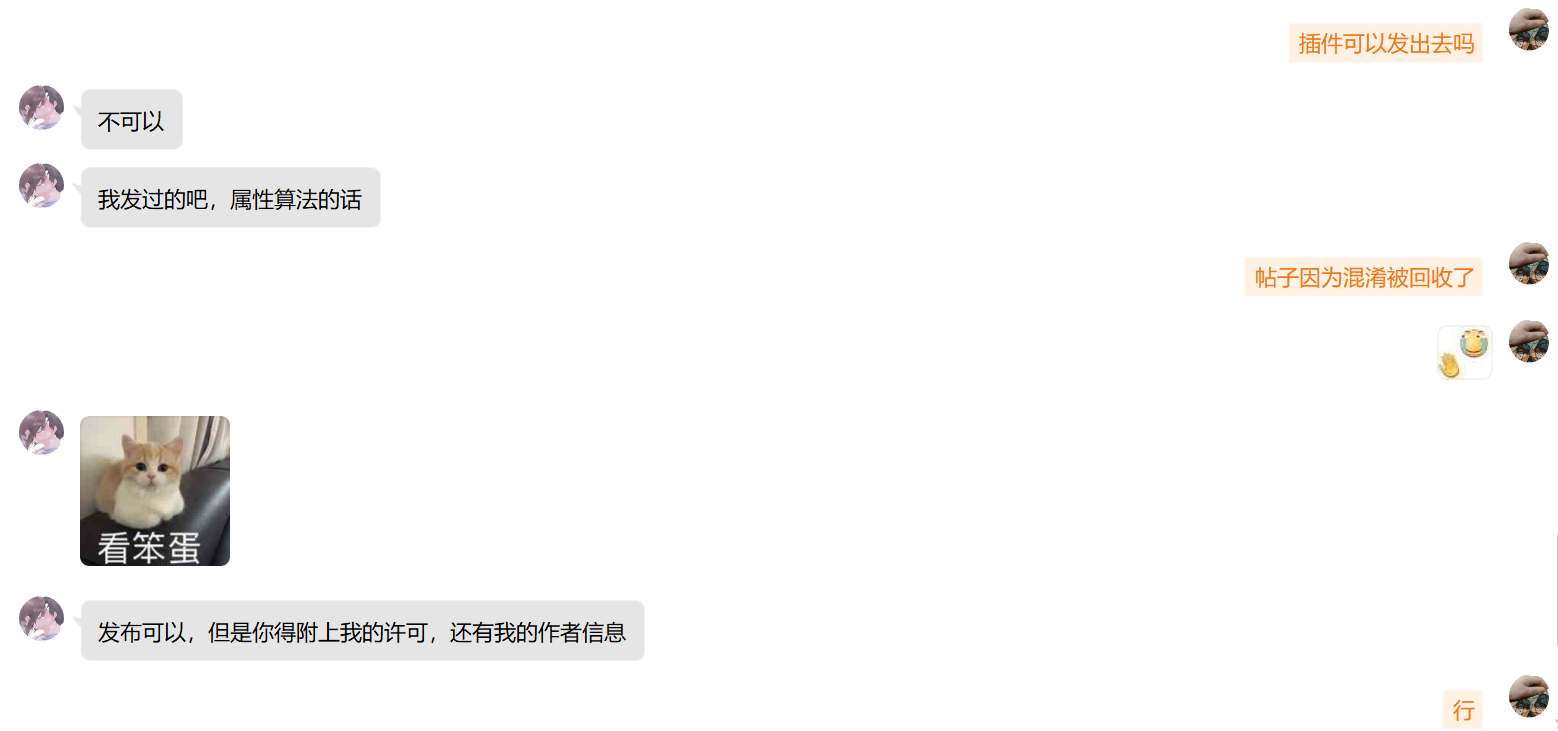 插件可以发出去吗
不可以
我发过的吧，属性算法的话
帖子因为混淆被回收了
看笨蛋
发布可以，但是你得附上我的许可，还有我的作者信息
行